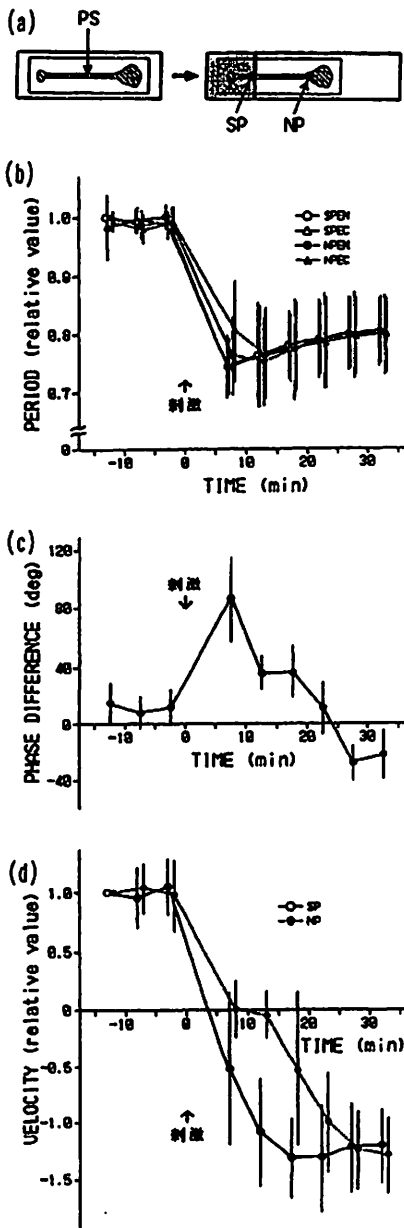 (a)
PS
SP NP
(b)
1.0
0.9
0.8
0.7
0
PERIOD (relative value)
SPEN
SPEC
NPEN
NPEC
刺激
-10 0 10 20 30
TIME (min)
(c)
120
80
40
0
-40
PHASE DIFFERENCE (deg)
刺激
-10 0 10 20 30
TIME (min)
(d)
1.0
0.5
0
-0.5
-1.0
-1.5
VELOCITY (relative value)
SP
NP
-10 0 10 20 30
TIME (min)
刺激